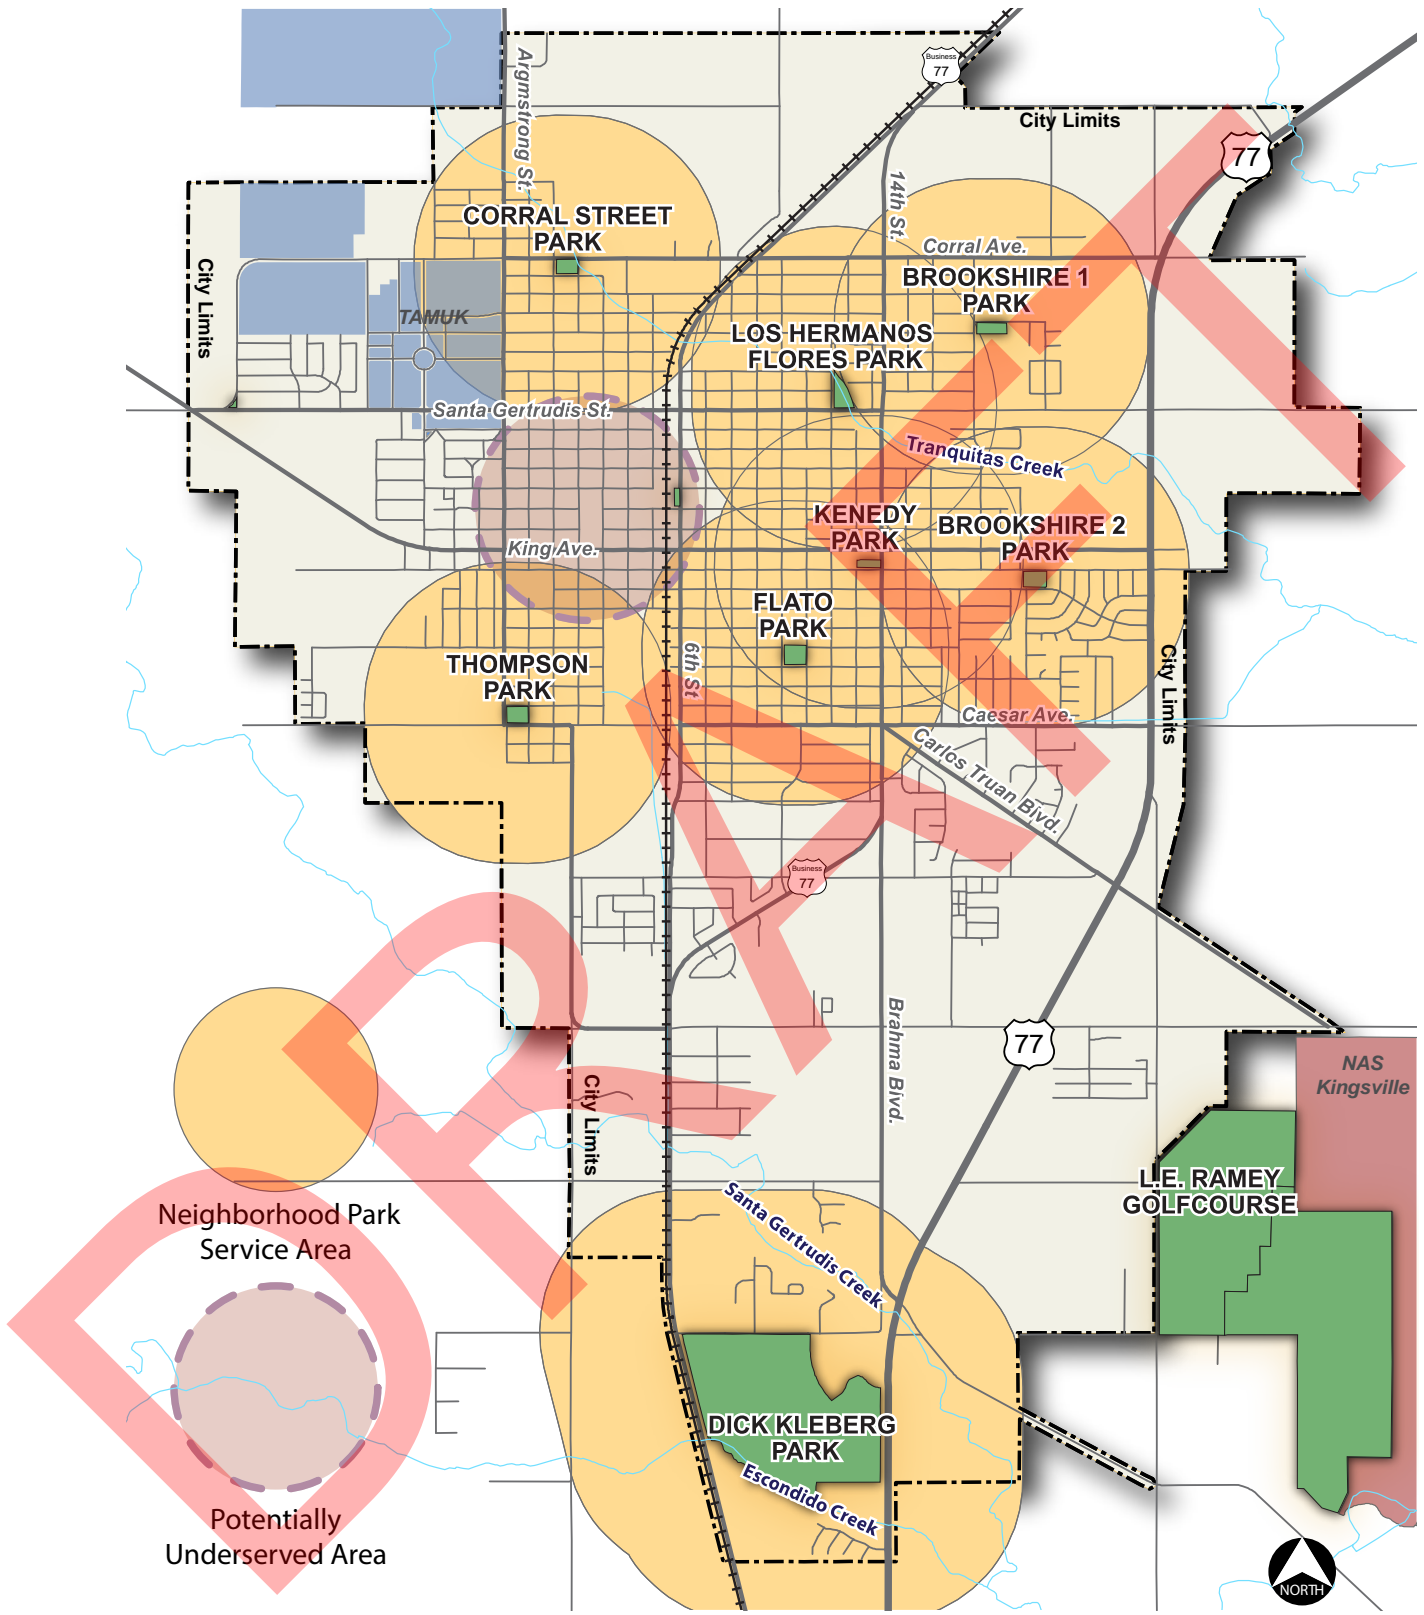 Business
77
Argmstrong St.
City Limits
77
14th St.
CORRAL STREET
PARK
Corral Ave.
City Limits
BROOKSHIRE 1
PARK
TAMUK
LOS HERMANOS
FLORES PARK
Santa Gertrudis St.
Tranquitas Creek
KENEDY
PARK
BROOKSHIRE 2
PARK
King Ave.
FLATO
PARK
THOMPSON
PARK
6th St
City Limits
Caesar Ave.
Carlos Truan Blvd.
Business
77
Brahma Blvd.
77
NAS
Kingsville
City Limits
L.E. RAMEY
GOLFCOURSE
Santa Gertrudis Creek
Neighborhood Park
Service Area
DICK KLEBERG
PARK
Escondido Creek
Potentially
Underserved Area
NORTH
DRAFT